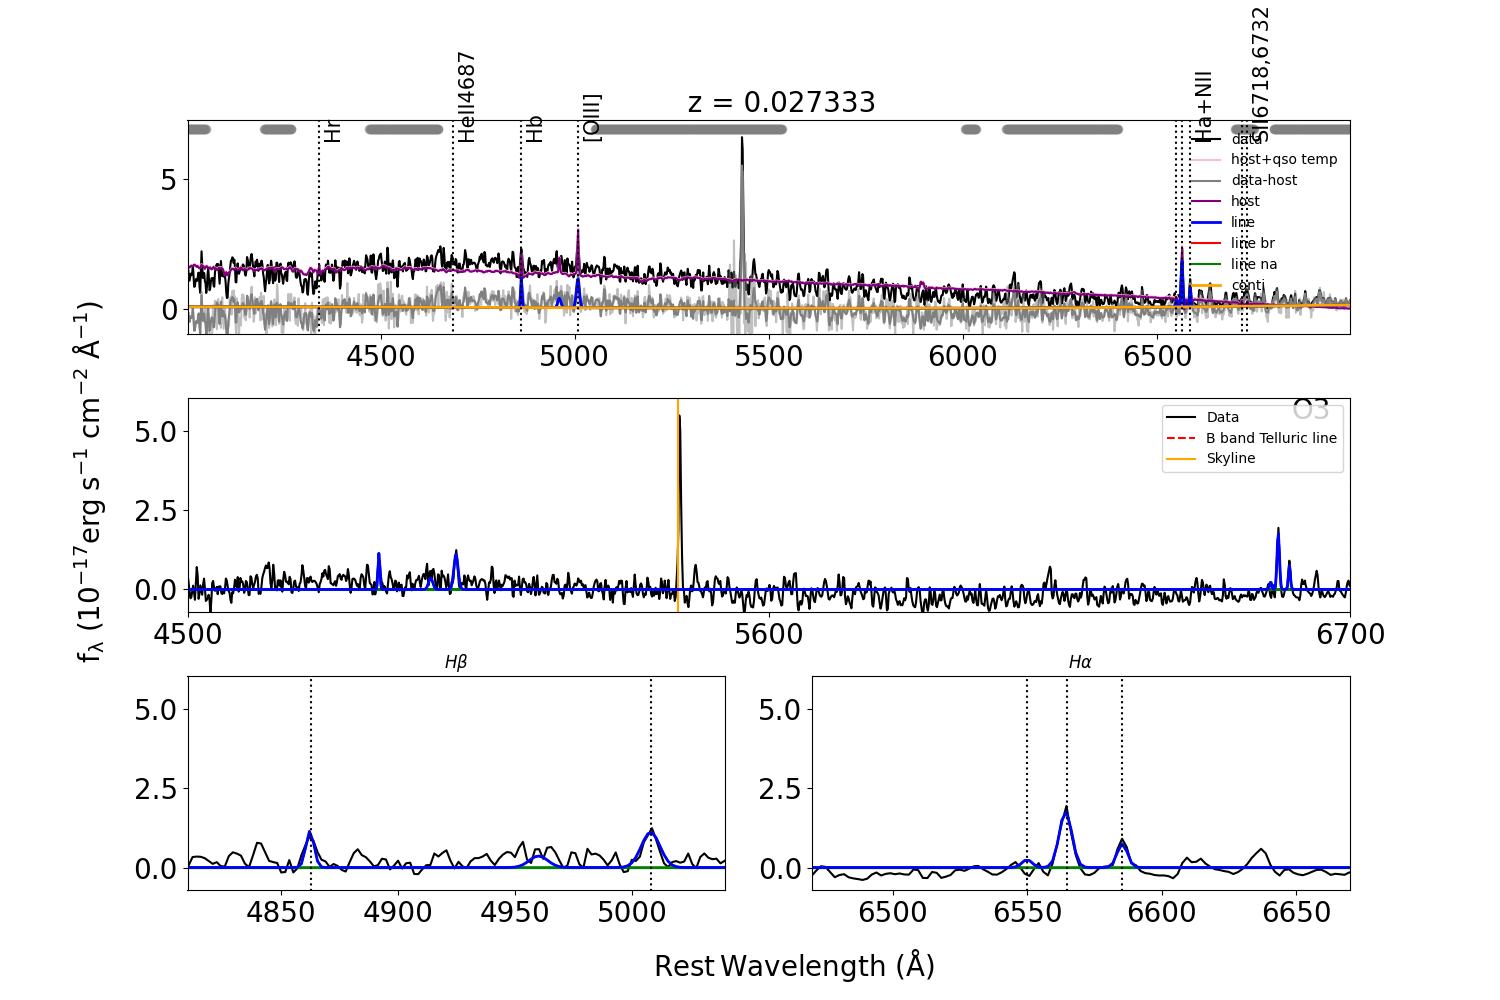 z = 0.027333
Hr
HeII4687
Hb
[OIII]
Ha+NII
SII6718,6732
data
host+qso temp
data-host
host
line
line br
line na
conti
5
0
4500
5000
5500
6000
6500
O3
Data
B band Telluric line
Skyline
5.0
2.5
0.0
4500
5600
6700
fλ (10⁻¹⁷erg s⁻¹ cm⁻² Å⁻¹)
Hβ
5.0
2.5
0.0
4850
4900
4950
5000
Hα
5.0
2.5
0.0
6500
6550
6600
6650
Rest Wavelength (Å)